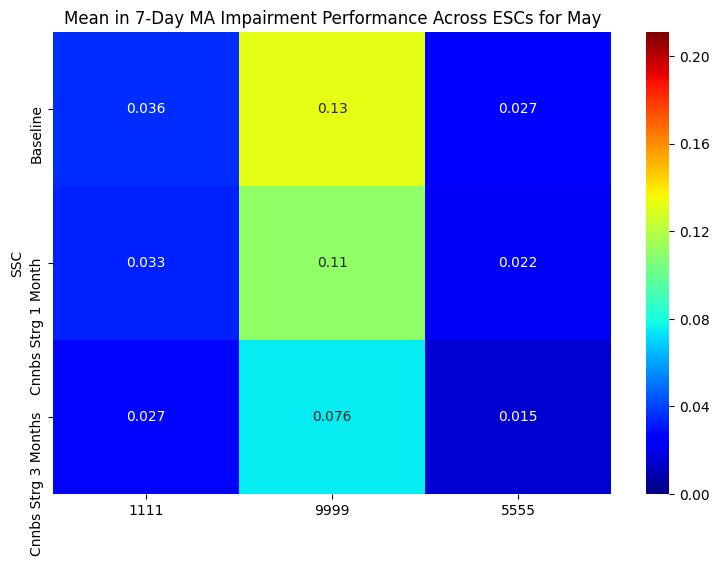 Mean in 7-Day MA Impairment Performance Across ESCs for May
SSC
Baseline
0.036 0.13 0.027
Cnnbs Strg 1 Month
0.033 0.11 0.022
Cnnbs Strg 3 Months
0.027 0.076 0.015
1111 9999 5555
0.20
0.16
0.12
0.08
0.04
0.00